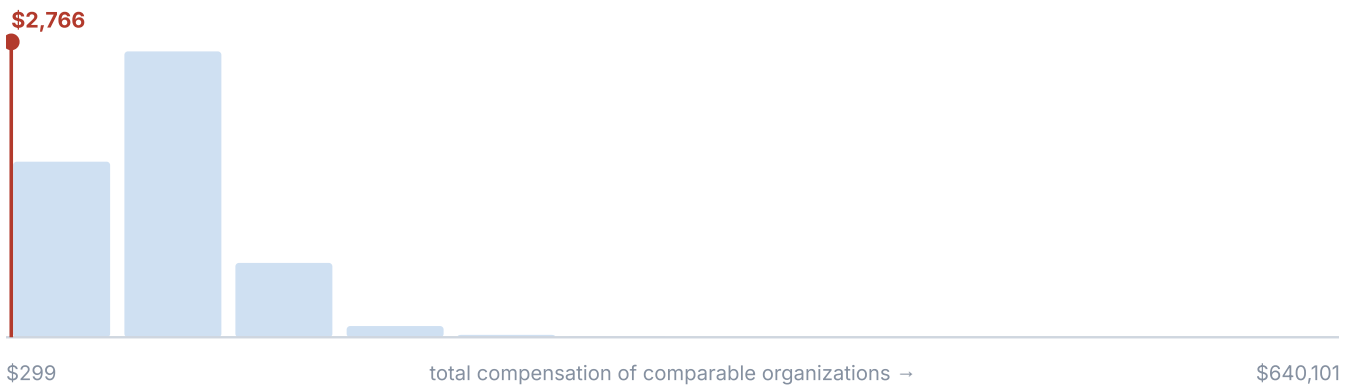 $2,766
$299 total compensation of comparable organizations → $640,101